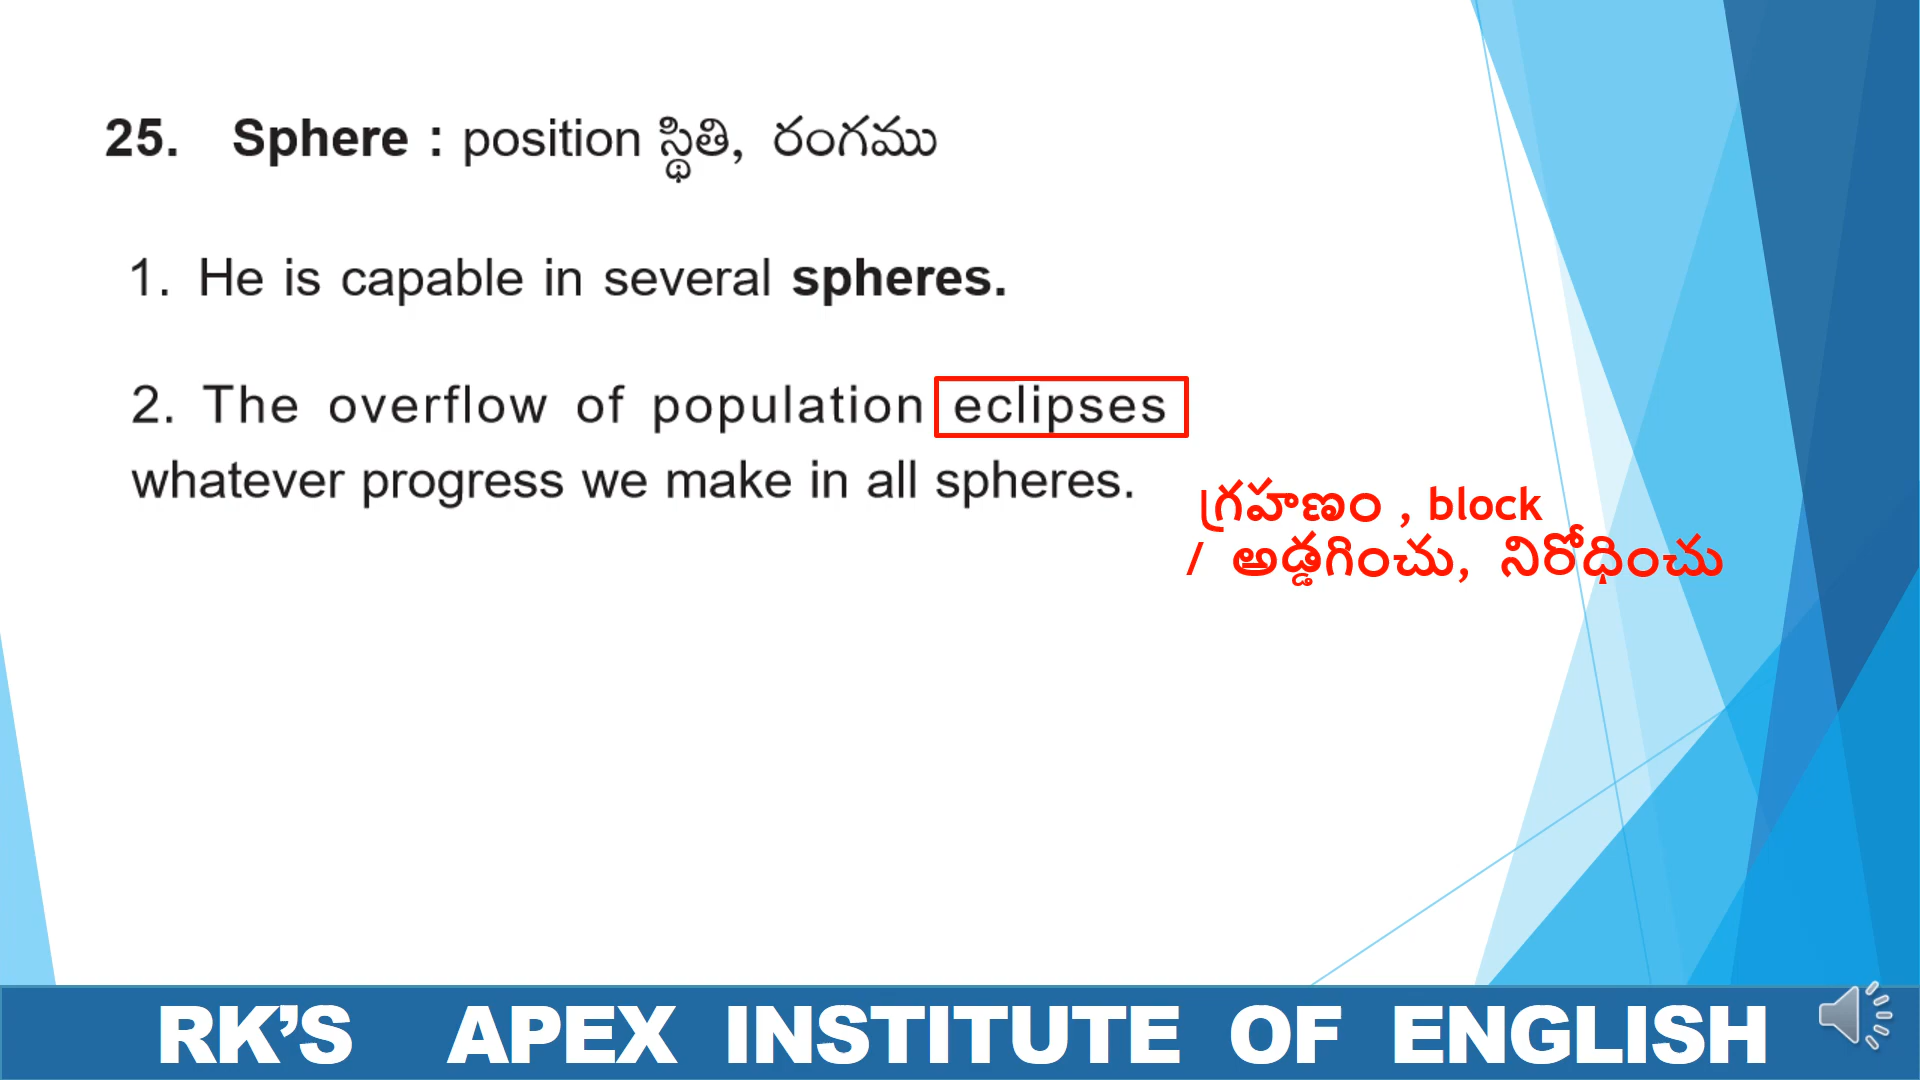 25. Sphere : position స్థితి, రంగము
1. He is capable in several spheres.
2. The overflow of population eclipses
whatever progress we make in all spheres.
గ్రహణం , block
/ అడ్డగించు, నిరోధించు
RK’S APEX INSTITUTE OF ENGLISH